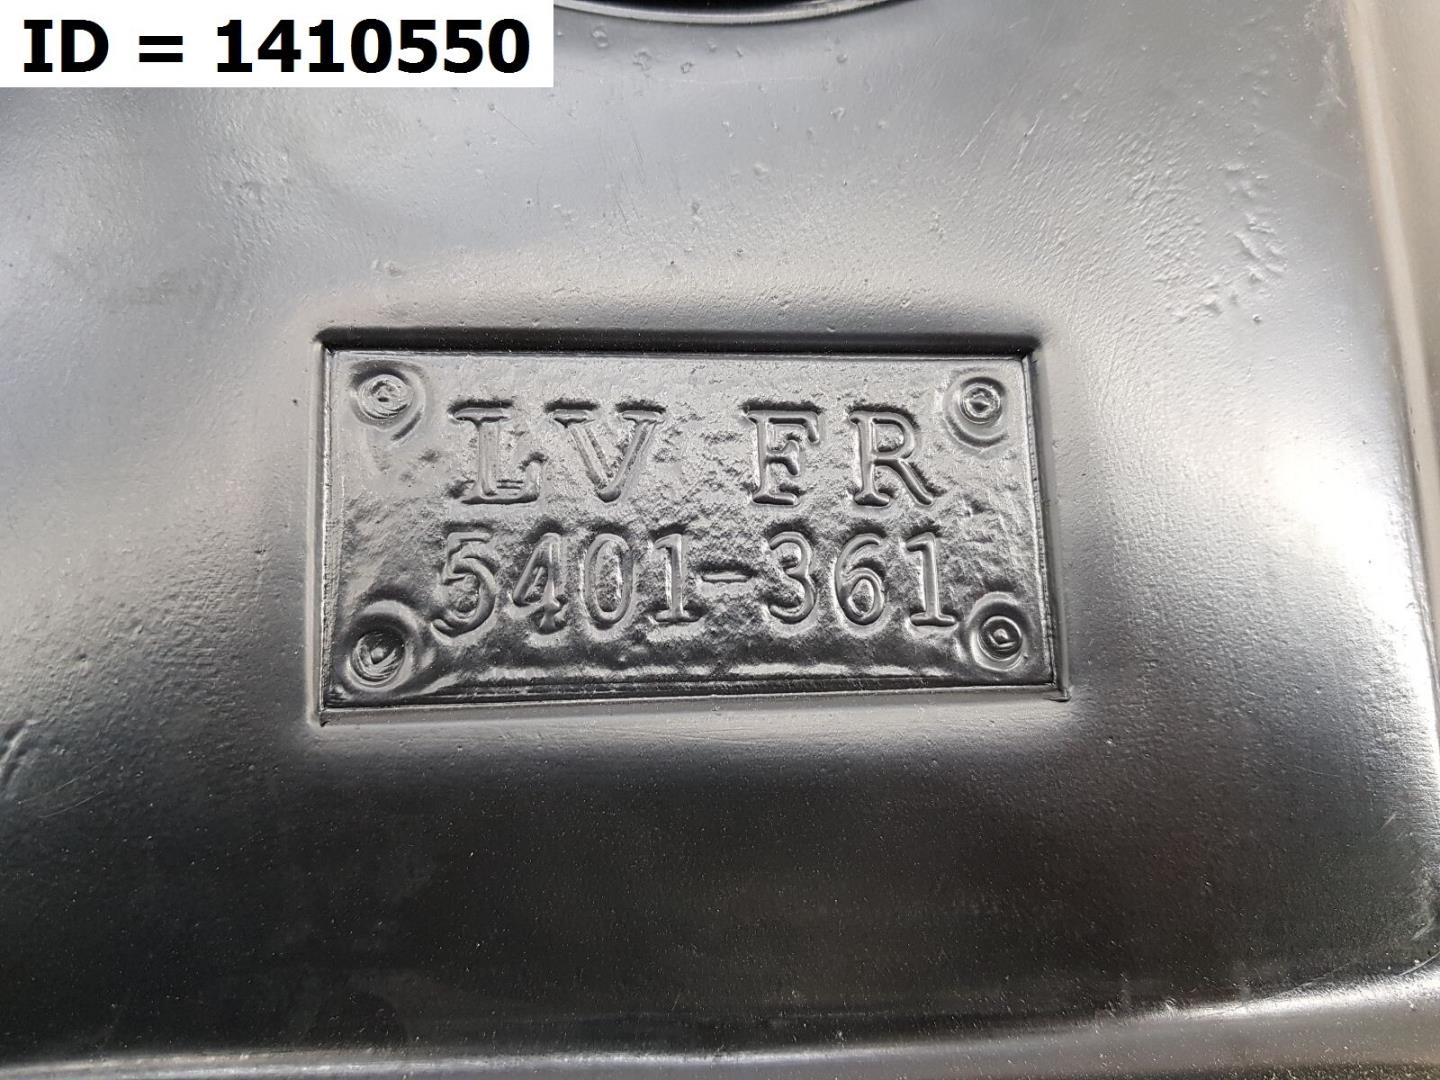 ID = 1410550
LV FR
5401-361